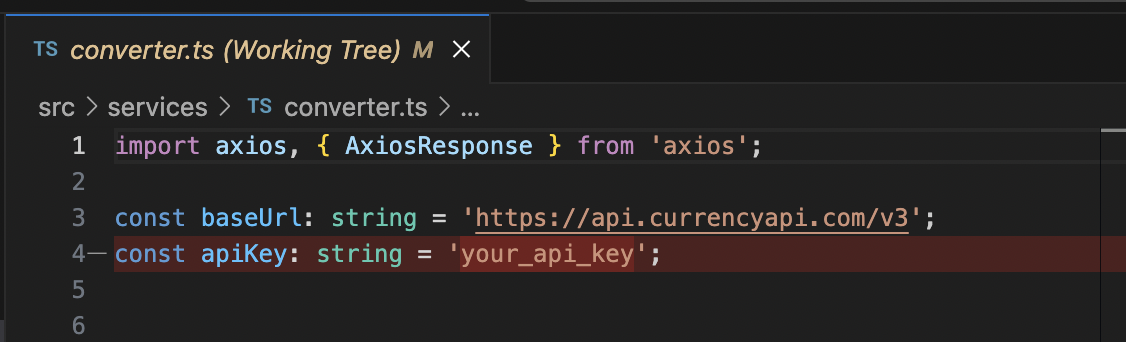 TS converter.ts (Working Tree) M ×
src > services > TS converter.ts > ...
1 import axios, { AxiosResponse } from 'axios';
2
3 const baseUrl: string = 'https://api.currencyapi.com/v3';
4— const apiKey: string = 'your_api_key';
5
6